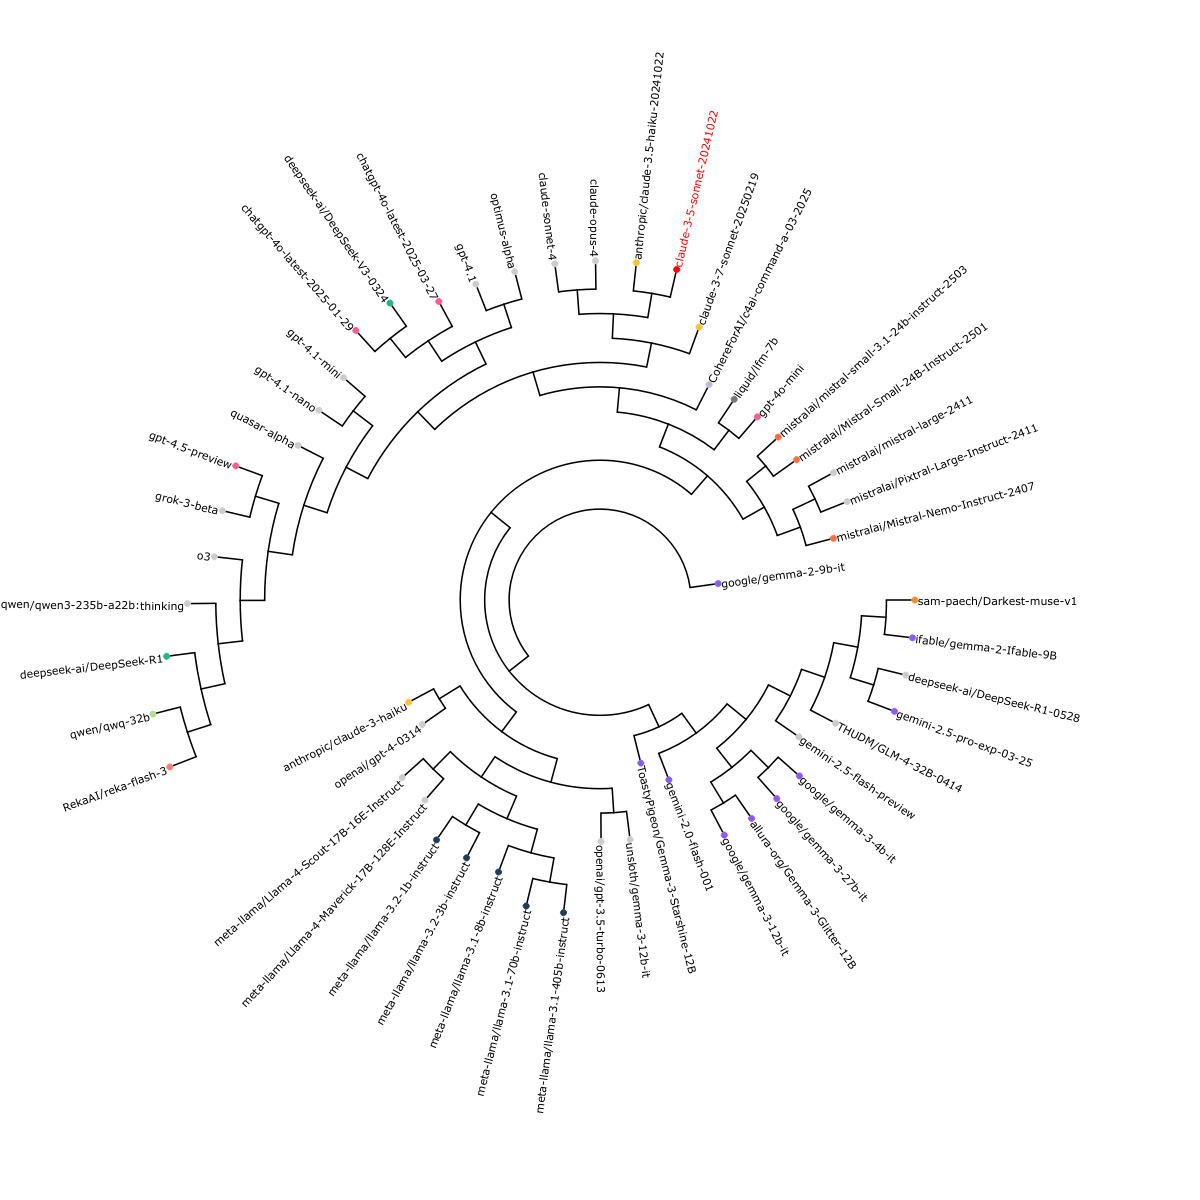 anthropic/claude-3.5-haiku-20241022
claude-3-5-sonnet-20241022
claude-3-7-sonnet-20250219
CohereForAI/c4ai-command-a-03-2025
liquid/lfm-7b
gpt-4o-mini
mistralai/mistral-small-3.1-24b-instruct-2503
mistralai/Mistral-Small-24B-Instruct-2501
mistralai/mistral-large-2411
mistralai/Pixtral-Large-Instruct-2411
mistralai/Mistral-Nemo-Instruct-2407
google/gemma-2-9b-it
sam-paech/Darkest-muse-v1
ifable/gemma-2-Ifable-9B
deepseek-ai/DeepSeek-R1-0528
gemini-2.5-pro-exp-03-25
THUDM/GLM-4-32B-0414
gemini-2.5-flash-preview
google/gemma-3-4b-it
google/gemma-3-27b-it
allura-org/Gemma-3-Glitter-12B
google/gemma-3-12b-it
gemini-2.0-flash-001
ToastyPigeon/Gemma-3-Starshine-12B
unsloth/gemma-3-12b-it
openai/gpt-3.5-turbo-0613
meta-llama/llama-3.1-405b-instruct
meta-llama/llama-3.1-70b-instruct
meta-llama/llama-3.1-8b-instruct
meta-llama/llama-3.2-3b-instruct
meta-llama/llama-3.2-1b-instruct
meta-llama/Llama-4-Maverick-17B-128E-Instruct
meta-llama/Llama-4-Scout-17B-16E-Instruct
openai/gpt-4-0314
anthropic/claude-3-haiku
RekaAI/reka-flash-3
qwen/qwq-32b
deepseek-ai/DeepSeek-R1
qwen/qwen3-235b-a22b:thinking
o3
grok-3-beta
gpt-4.5-preview
quasar-alpha
gpt-4.1-nano
gpt-4.1-mini
chatgpt-4o-latest-2025-01-29
deepseek-ai/DeepSeek-V3-0324
chatgpt-4o-latest-2025-03-27
gpt-4.1
optimus-alpha
claude-sonnet-4
claude-opus-4